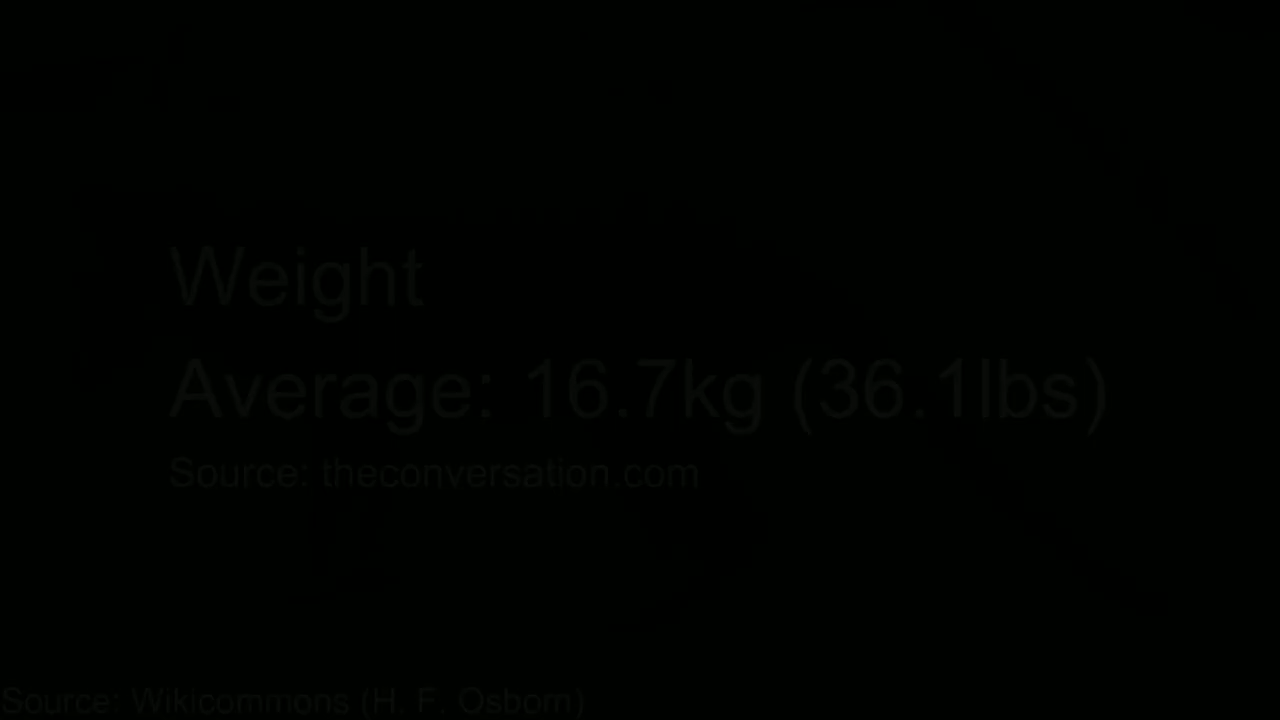 Weight
Average: 16.7kg (36.1lbs)
Source: theconversation.com
Source: Wikicommons (H. F. Osborn)